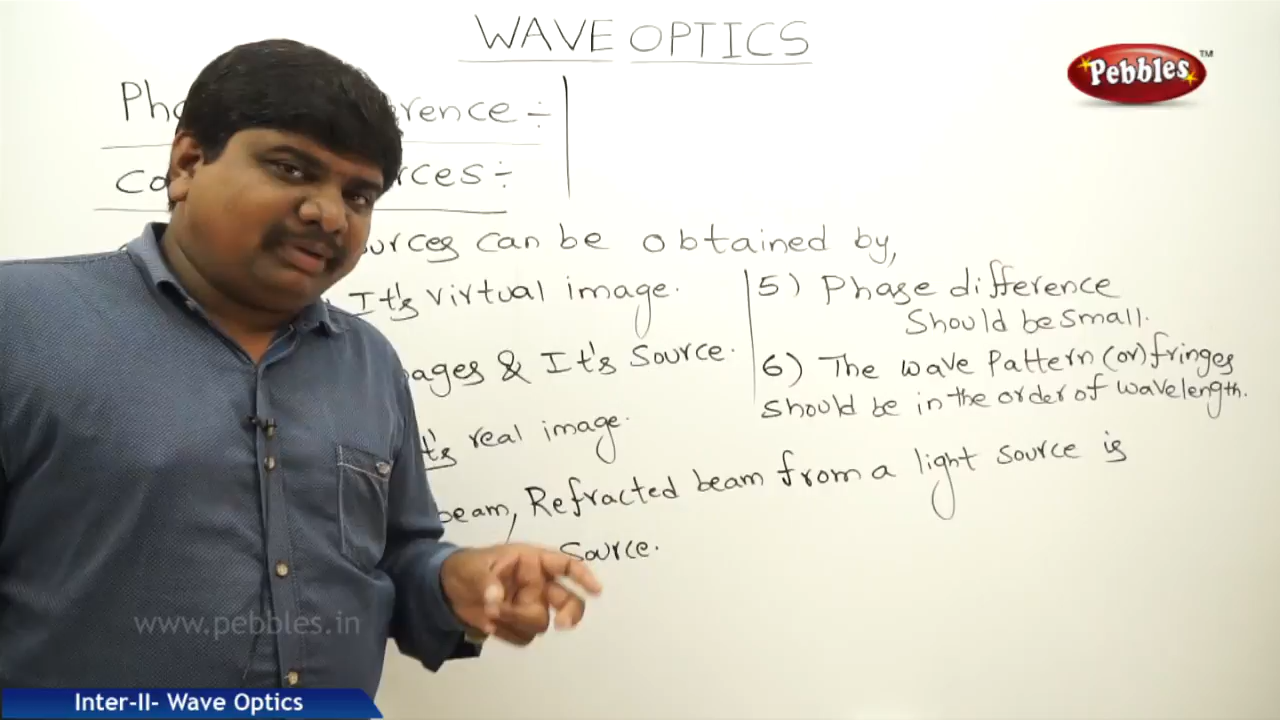 WAVE OPTICS
Pebbles™
rence ÷
rces ÷
ources can be obtained by,
It's virtual image.
ages & It's source.
real image.
beam, Refracted beam from a light source is
source.
5) Phase difference
should be small.
6) The wave pattern (or) fringes
should be in the order of wavelength.
www.pebbles.in
Inter-II- Wave Optics